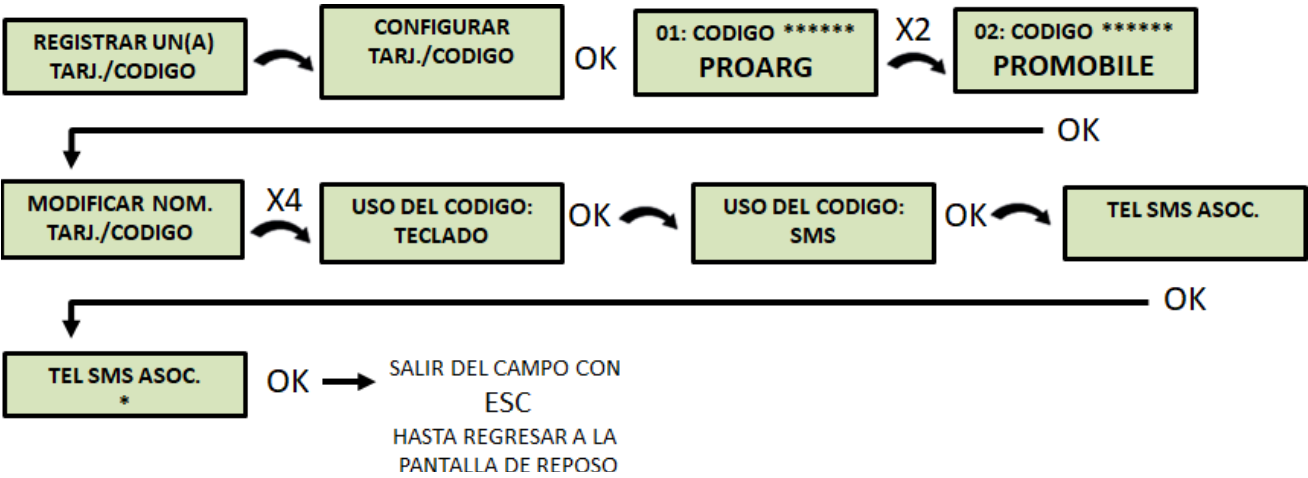 REGISTRAR UN(A)
TARJ./CODIGO
CONFIGURAR
TARJ./CODIGO
OK
01: CODIGO ******
PROARG
X2
02: CODIGO ******
PROMOBILE
OK
MODIFICAR NOM.
TARJ./CODIGO
X4
USO DEL CODIGO:
TECLADO
OK
USO DEL CODIGO:
SMS
OK
TEL SMS ASOC.
OK
TEL SMS ASOC.
*
OK
SALIR DEL CAMPO CON
ESC
HASTA REGRESAR A LA
PANTALLA DE REPOSO